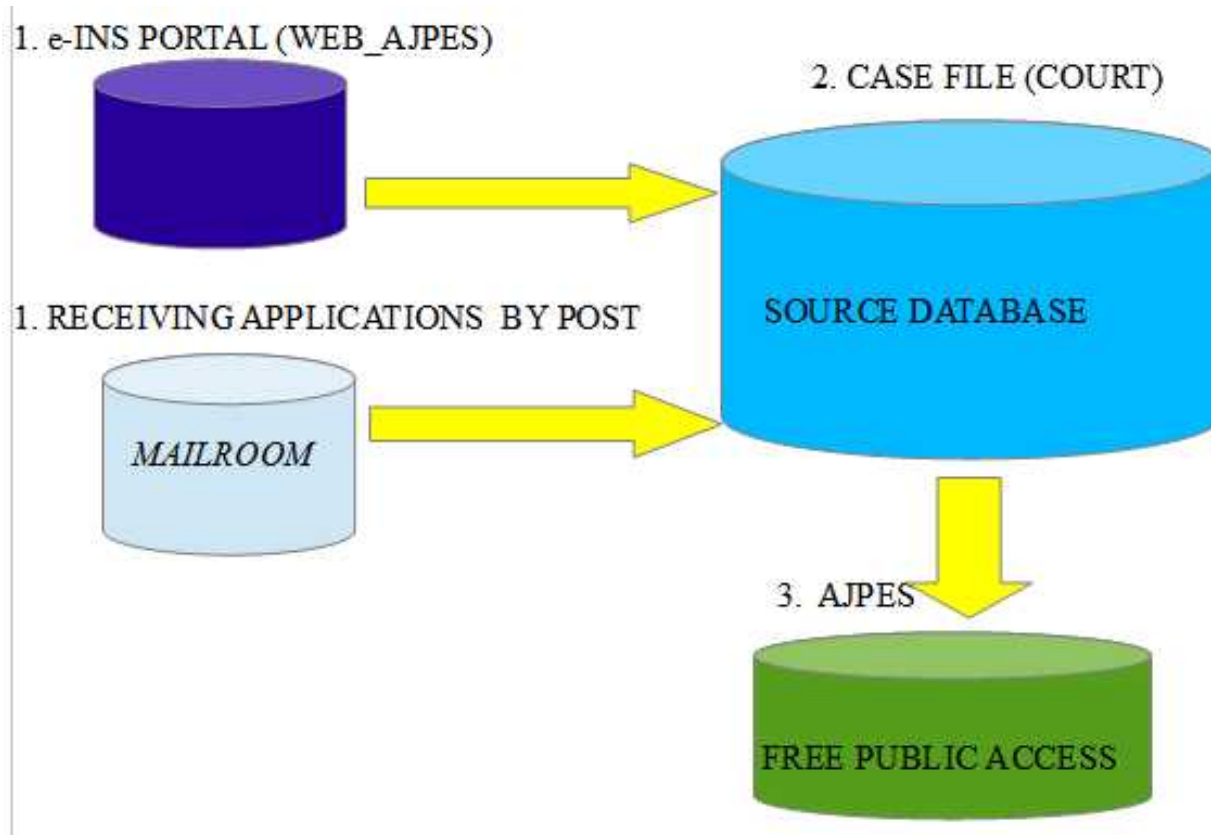 1. e-INS PORTAL (WEB_AJPES)
2. CASE FILE (COURT)
1. RECEIVING APPLICATIONS BY POST
SOURCE DATABASE
MAILROOM
3. AJPES
FREE PUBLIC ACCESS